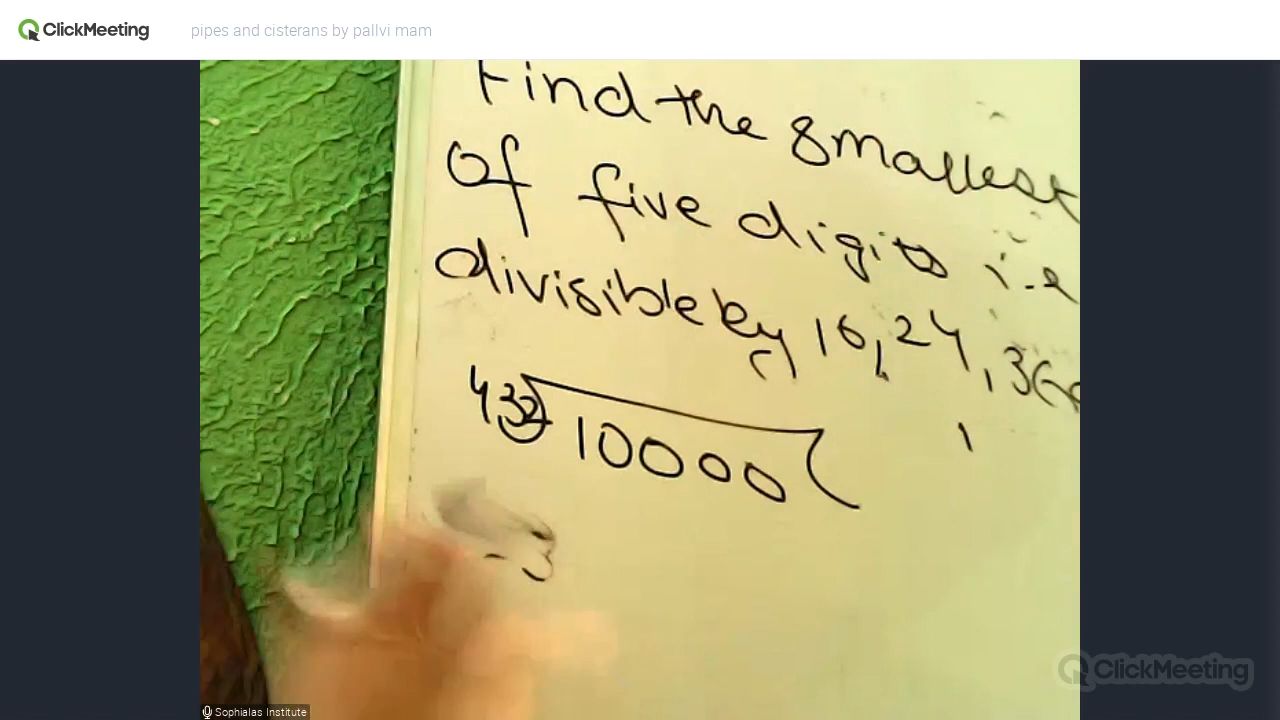 ClickMeeting pipes and cisterans by pallvi mam
Find the smallest
of five digits i.e
divisible by 16, 24, 36
432 10000
- 3
ClickMeeting
Sophialas Institute